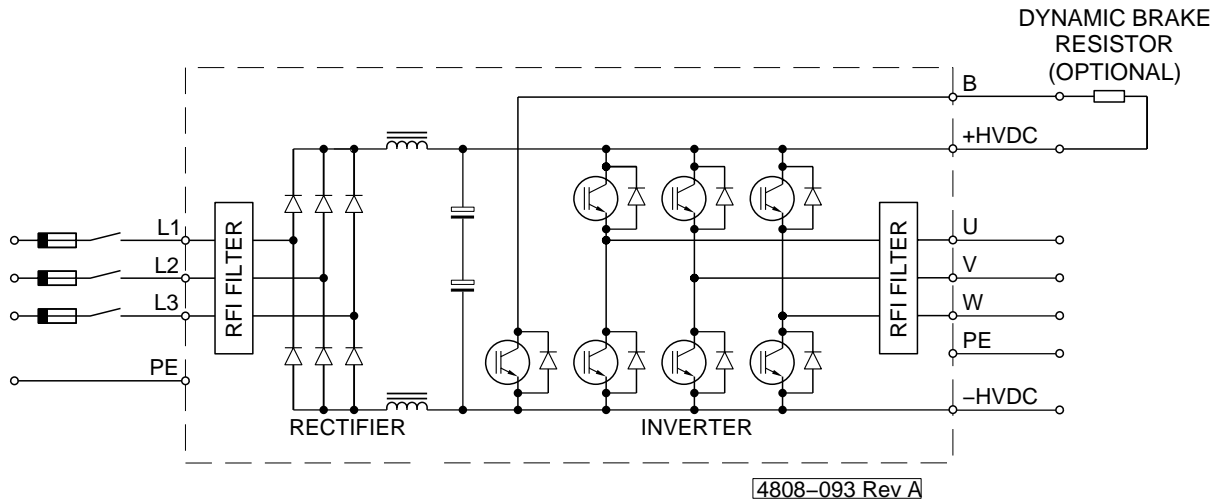 DYNAMIC BRAKE
RESISTOR
(OPTIONAL)
B
+HVDC
L1
L2
L3
PE
RFI FILTER
RFI FILTER
U
V
W
PE
−HVDC
RECTIFIER
INVERTER
4808−093 Rev A